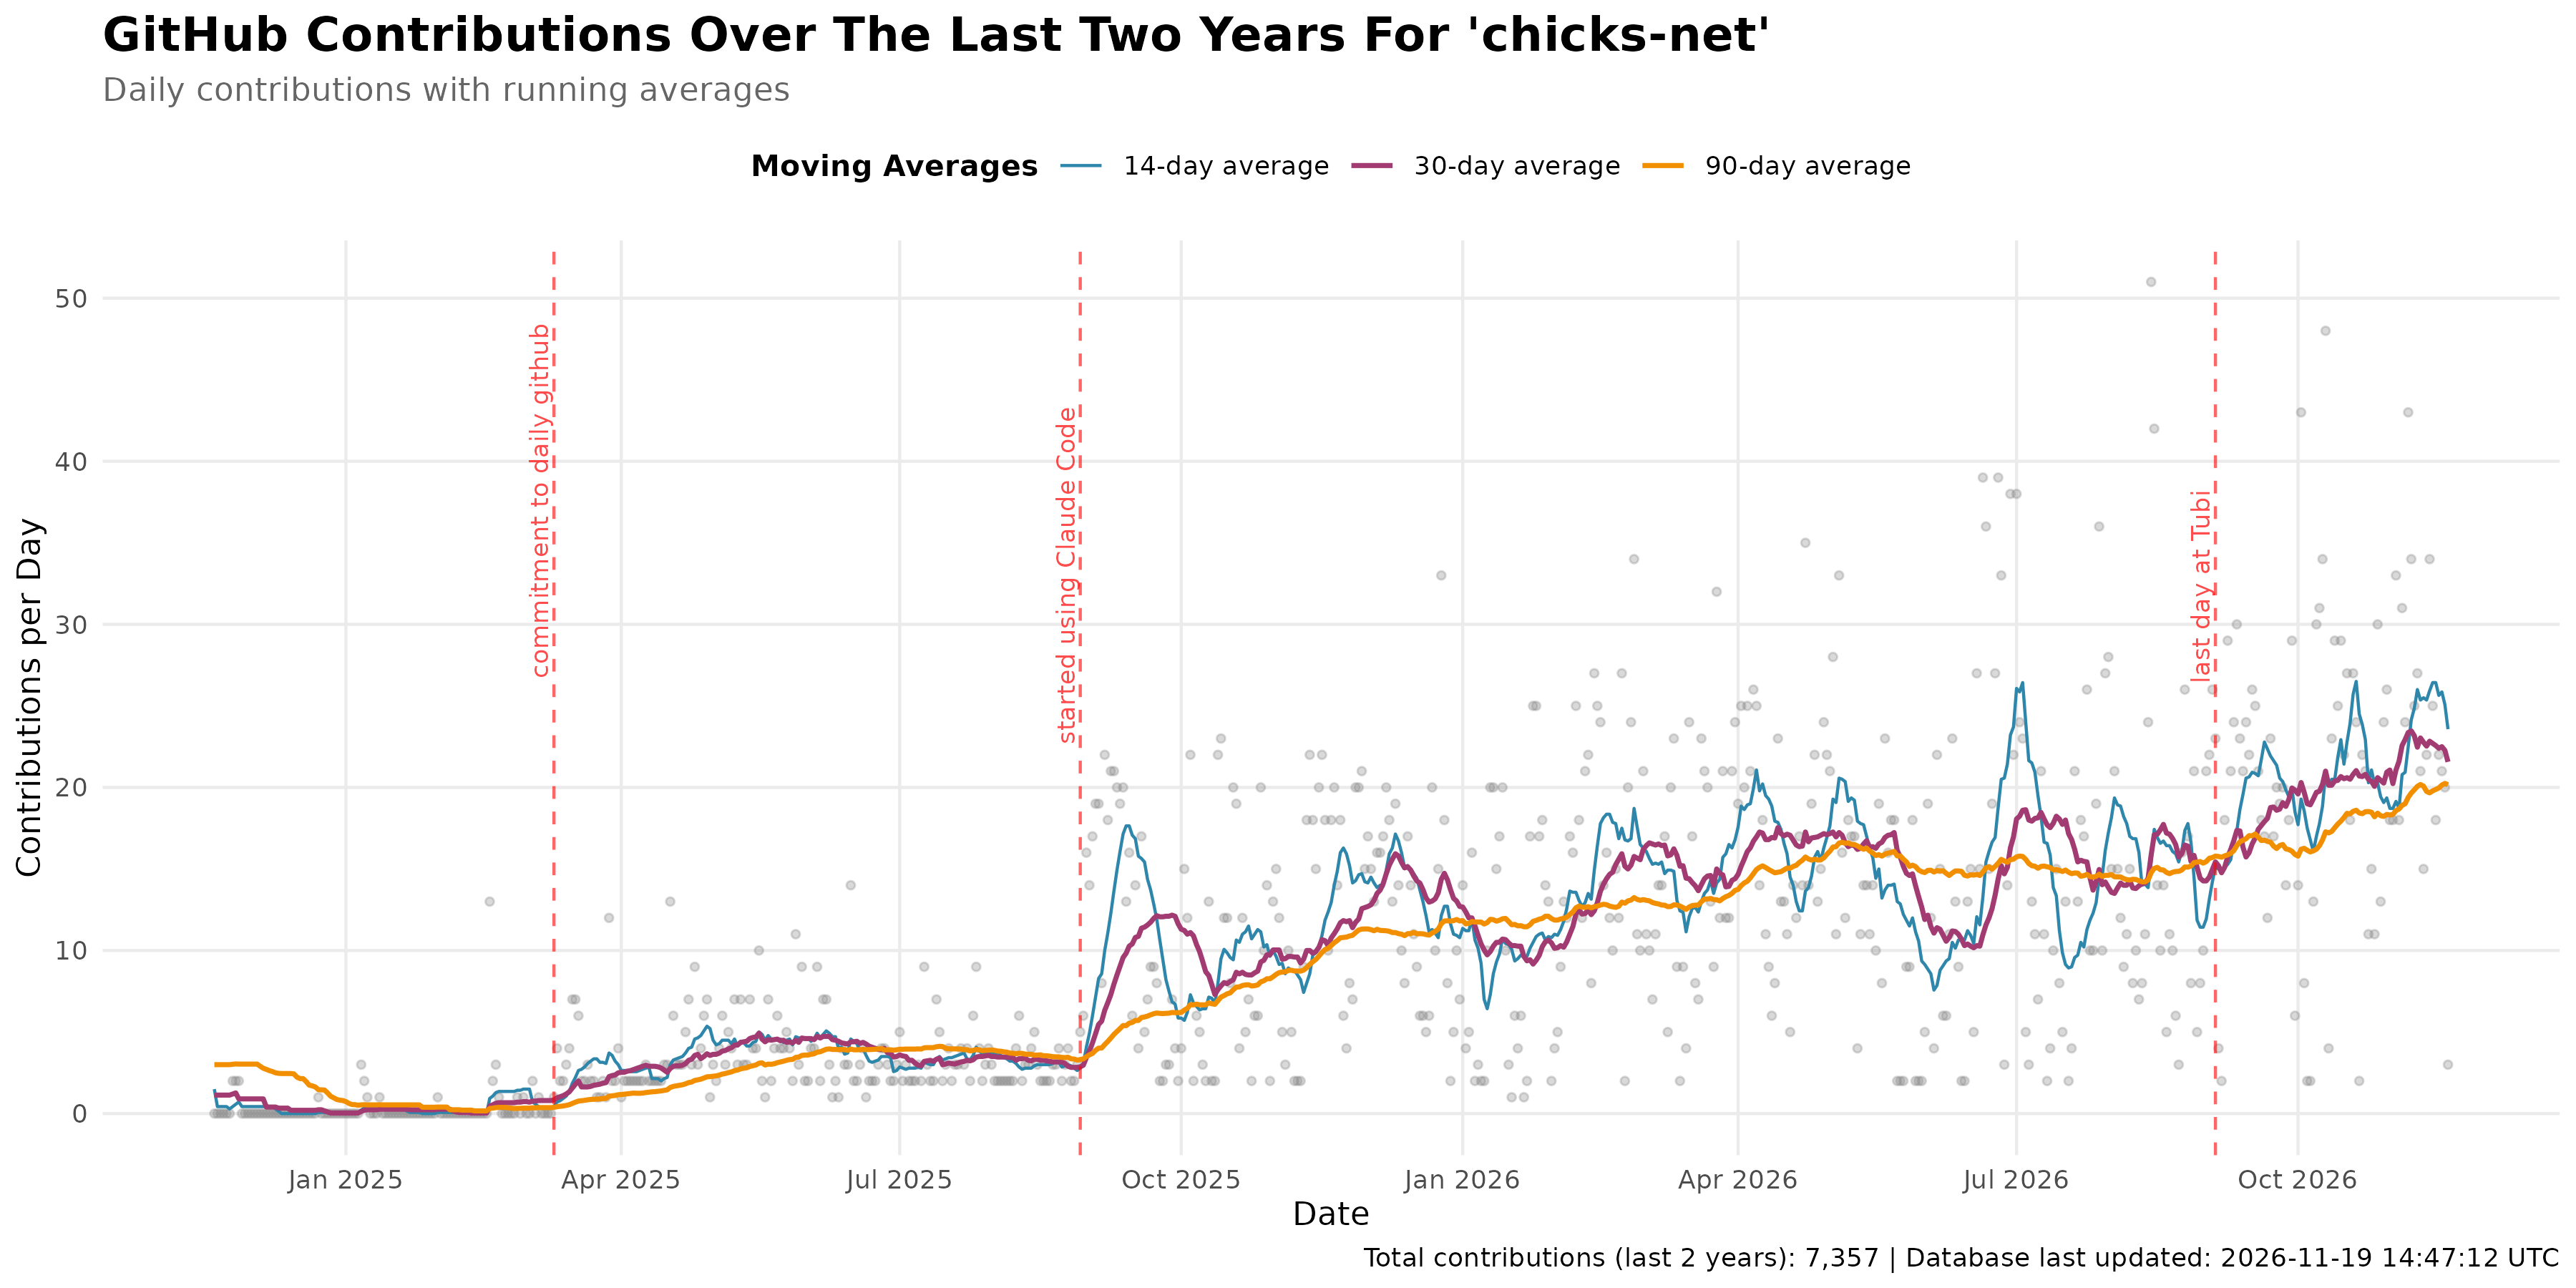 GitHub Contributions Over The Last Two Years For 'chicks-net'
Daily contributions with running averages
Moving Averages 14-day average 30-day average 90-day average
Contributions per Day
50
40
30
20
10
0
commitment to daily github
started using Claude Code
last day at Tubi
Jan 2025 Apr 2025 Jul 2025 Oct 2025 Jan 2026 Apr 2026 Jul 2026 Oct 2026
Date
Total contributions (last 2 years): 7,357 | Database last updated: 2026-11-19 14:47:12 UTC